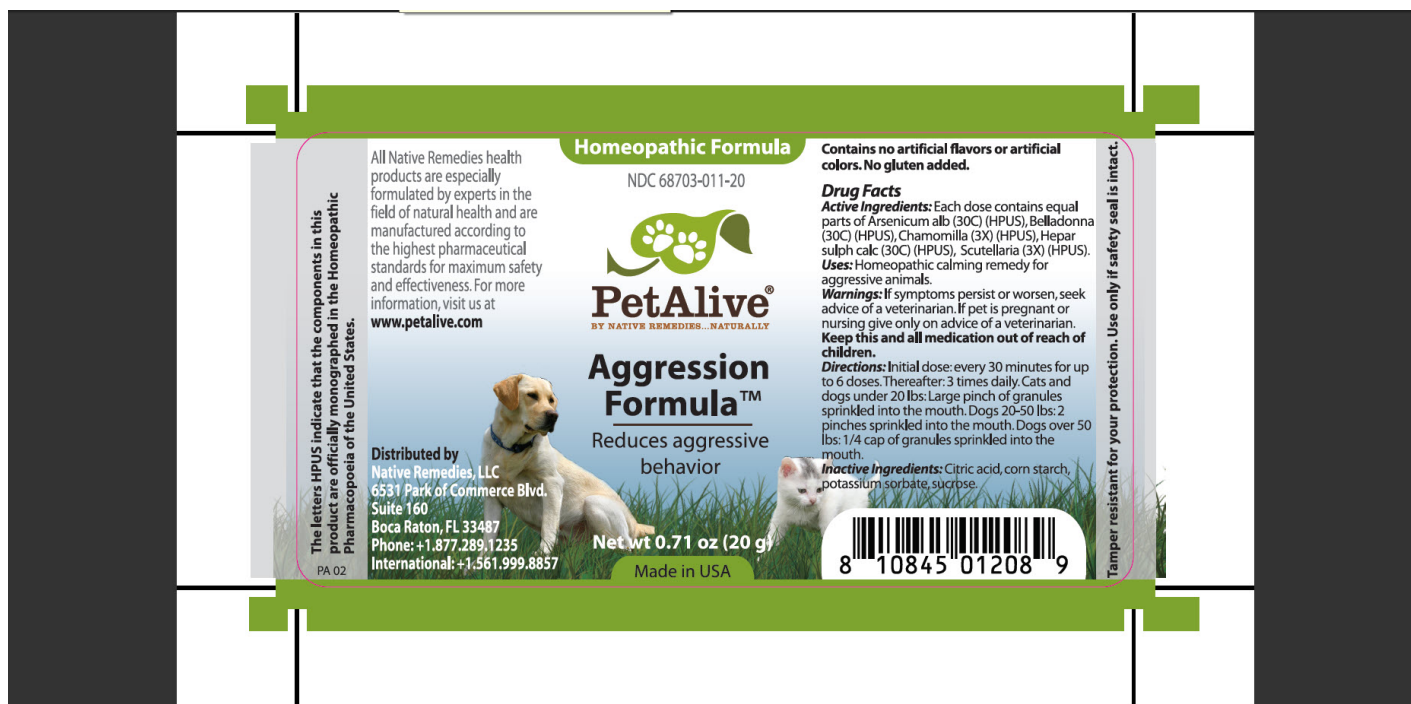 The letters HPUS indicate that the components in this
product are officially monographed in the Homeopathic
Pharmacopoeia of the United States.
PA 02
All Native Remedies health
products are especially
formulated by experts in the
field of natural health and are
manufactured according to
the highest pharmaceutical
standards for maximum safety
and effectiveness. For more
information, visit us at
www.petalive.com
Distributed by
Native Remedies, LLC
6531 Park of Commerce Blvd.
Suite 160
Boca Raton, FL 33487
Phone: +1.877.289.1235
International: +1.561.999.8857
Homeopathic Formula
NDC 68703-011-20
PetAlive®
BY NATIVE REMEDIES...NATURALLY
Aggression
Formula™
Reduces aggressive
behavior
Net wt 0.71 oz (20 g)
Made in USA
Contains no artificial flavors or artificial
colors. No gluten added.
Drug Facts
Active Ingredients: Each dose contains equal
parts of Arsenicum alb (30C) (HPUS), Belladonna
(30C) (HPUS), Chamomilla (3X) (HPUS), Hepar
sulph calc (30C) (HPUS), Scutellaria (3X) (HPUS).
Uses: Homeopathic calming remedy for
aggressive animals.
Warnings: If symptoms persist or worsen, seek
advice of a veterinarian. If pet is pregnant or
nursing give only on advice of a veterinarian.
Keep this and all medication out of reach of
children.
Directions: Initial dose: every 30 minutes for up
to 6 doses. Thereafter: 3 times daily. Cats and
dogs under 20 lbs: Large pinch of granules
sprinkled into the mouth. Dogs 20-50 lbs: 2
pinches sprinkled into the mouth. Dogs over 50
lbs: 1/4 cap of granules sprinkled into the
mouth.
Inactive Ingredients: Citric acid, corn starch,
potassium sorbate, sucrose.
8 10845 01208 9
Tamper resistant for your protection. Use only if safety seal is intact.